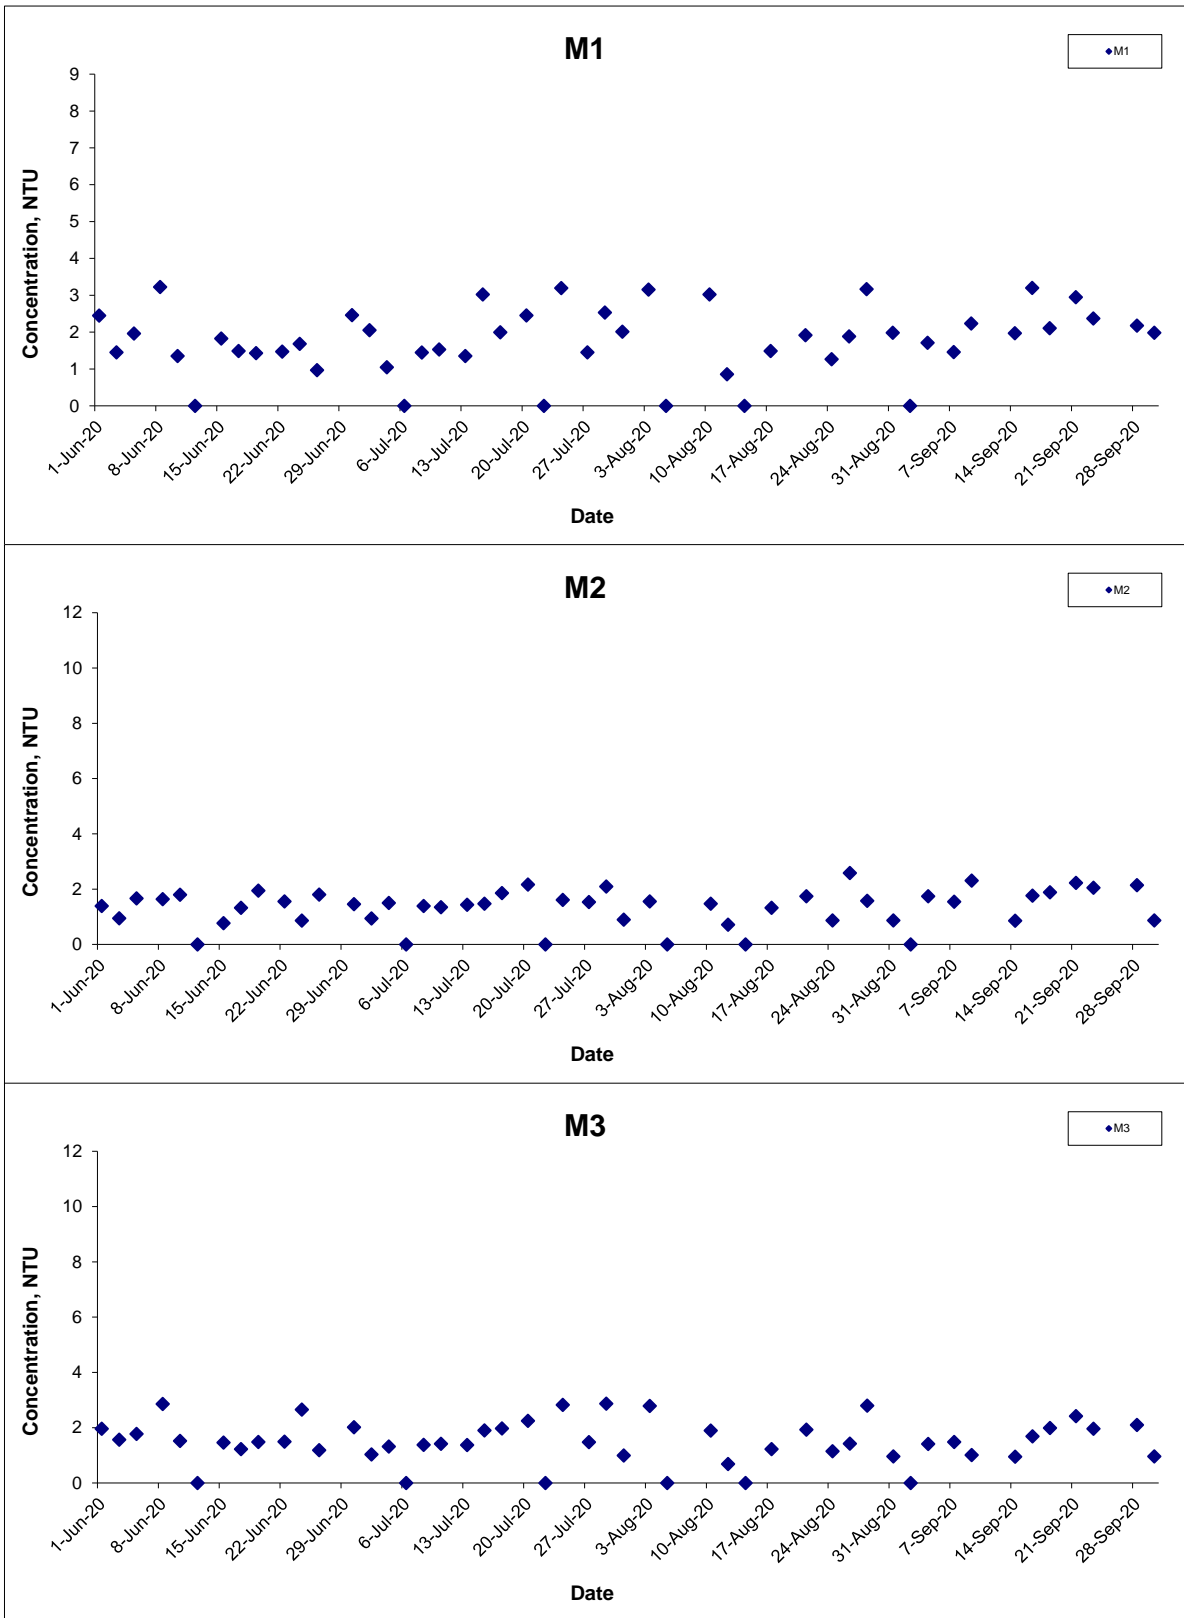 M1
M1
9
8
7
6
5
4
3
2
1
0
Concentration, NTU
1-Jun-20
8-Jun-20
15-Jun-20
22-Jun-20
29-Jun-20
6-Jul-20
13-Jul-20
20-Jul-20
27-Jul-20
3-Aug-20
10-Aug-20
17-Aug-20
24-Aug-20
31-Aug-20
7-Sep-20
14-Sep-20
21-Sep-20
28-Sep-20
Date
M2
M2
12
10
8
6
4
2
0
Concentration, NTU
1-Jun-20
8-Jun-20
15-Jun-20
22-Jun-20
29-Jun-20
6-Jul-20
13-Jul-20
20-Jul-20
27-Jul-20
3-Aug-20
10-Aug-20
17-Aug-20
24-Aug-20
31-Aug-20
7-Sep-20
14-Sep-20
21-Sep-20
28-Sep-20
Date
M3
M3
12
10
8
6
4
2
0
Concentration, NTU
1-Jun-20
8-Jun-20
15-Jun-20
22-Jun-20
29-Jun-20
6-Jul-20
13-Jul-20
20-Jul-20
27-Jul-20
3-Aug-20
10-Aug-20
17-Aug-20
24-Aug-20
31-Aug-20
7-Sep-20
14-Sep-20
21-Sep-20
28-Sep-20
Date